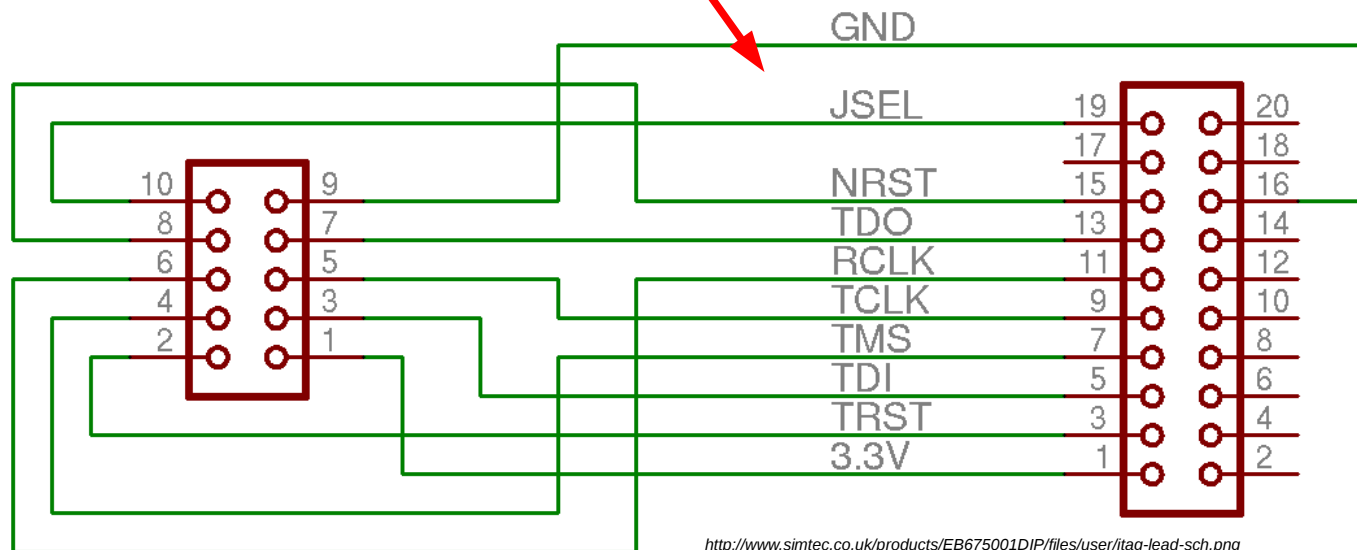 GND
JSEL 19 20
17 18
10 9 NRST 15 16
8 7 TDO 13 14
6 5 RCLK 11 12
4 3 TCLK 9 10
2 1 TMS 7 8
TDI 5 6
TRST 3 4
3.3V 1 2
http://www.simtec.co.uk/products/EB675001DIP/files/user/jtag-lead-sch.png